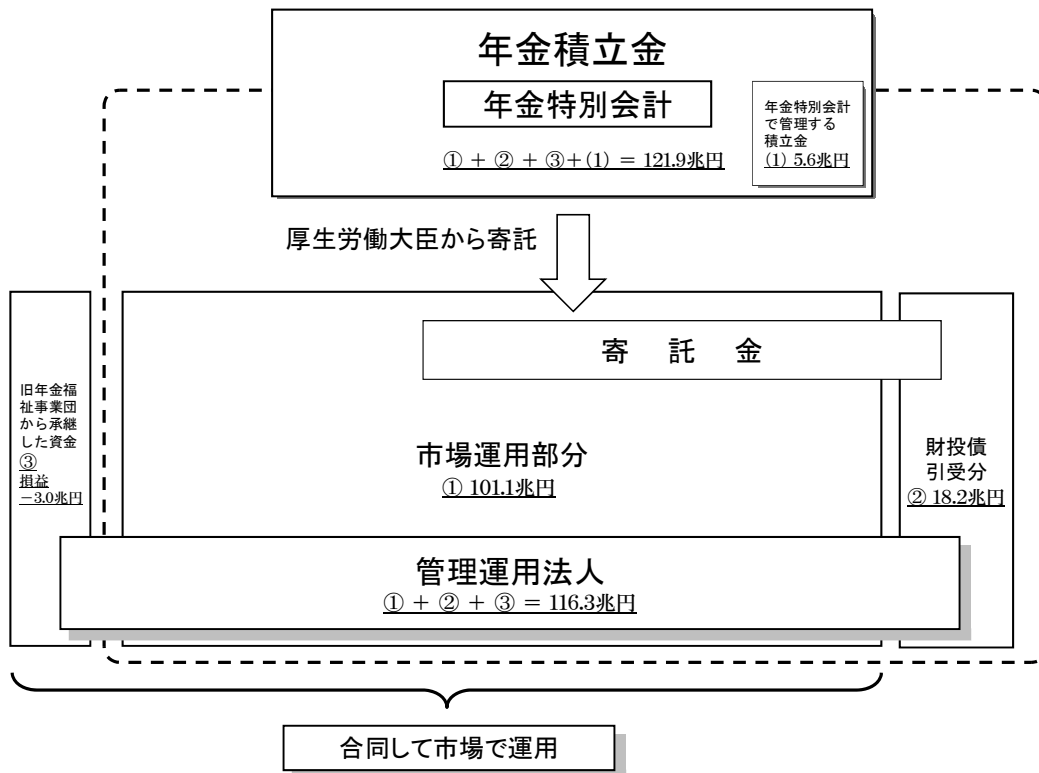 年金積立金
年金特別会計
① + ② + ③+(1) = 121.9兆円
年金特別会計
で管理する
積立金
(1) 5.6兆円
厚生労働大臣から寄託
寄 託 金
旧年金福
祉事業団
から承継
した資金
③
損益
-3.0兆円
市場運用部分
① 101.1兆円
財投債
引受分
② 18.2兆円
管理運用法人
① + ② + ③ = 116.3兆円
合同して市場で運用